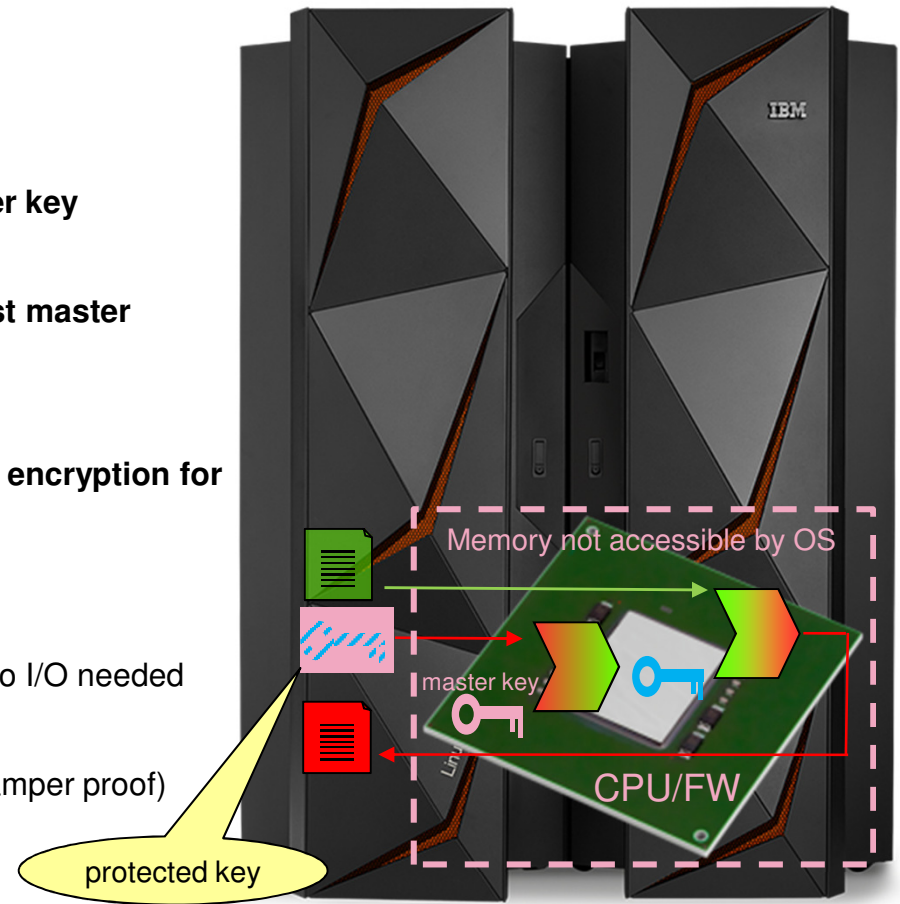 IBM
er key
st master
encryption for
Memory not accessible by OS
o I/O needed
master key
Linu
amper proof)
CPU/FW
protected key